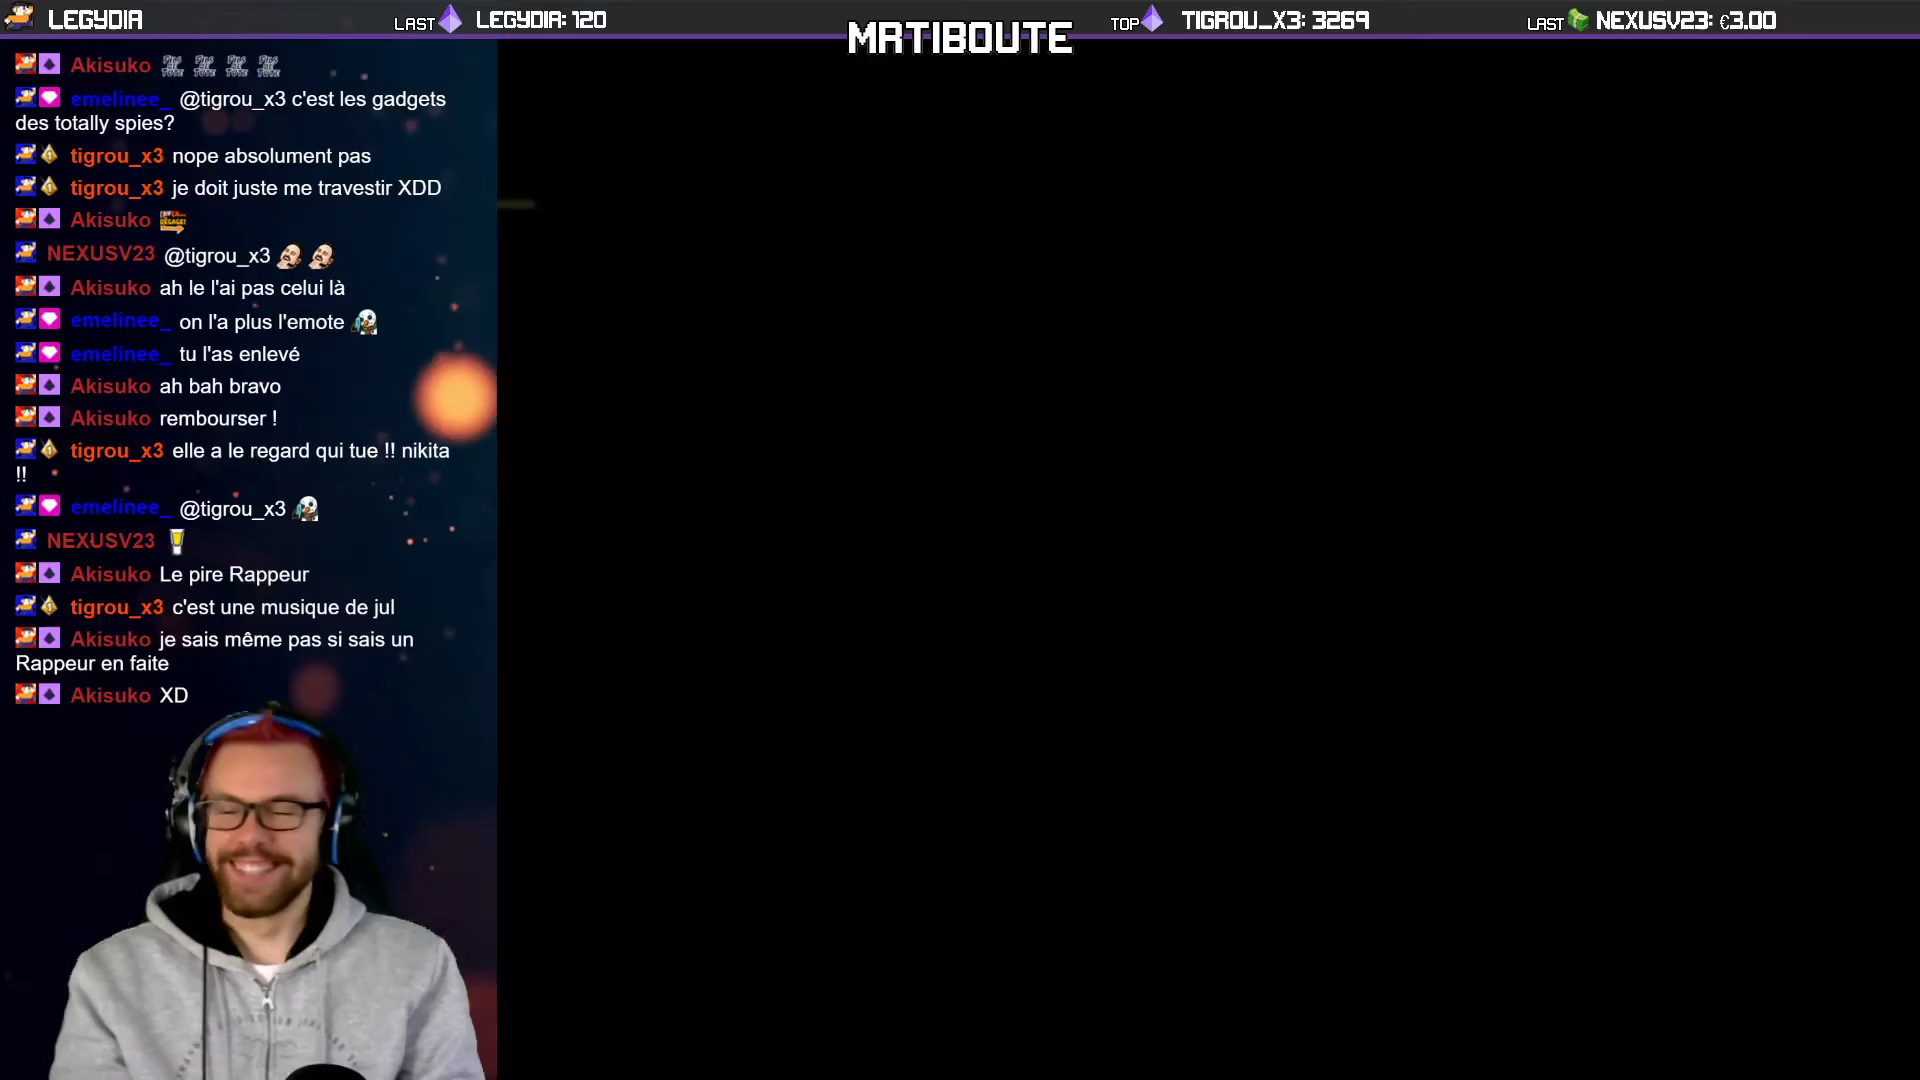 LEGYDIA
LAST LEGYDIA: 120
MATIBOUTE
TOP TIGROU_X3: 3269
LAST NEXUSV23: €3.00
Akisuko
emelinee_ @tigrou_x3 c'est les gadgets
des totally spies?
tigrou_x3 nope absolument pas
tigrou_x3 je doit juste me travestir XDD
Akisuko
NEXUSV23 @tigrou_x3
Akisuko ah le l'ai pas celui là
emelinee_ on l'a plus l'emote
emelinee_ tu l'as enlevé
Akisuko ah bah bravo
Akisuko rembourser !
tigrou_x3 elle a le regard qui tue !! nikita
!!
emelinee_ @tigrou_x3
NEXUSV23
Akisuko Le pire Rappeur
tigrou_x3 c'est une musique de jul
Akisuko je sais même pas si sais un
Rappeur en faite
Akisuko XD